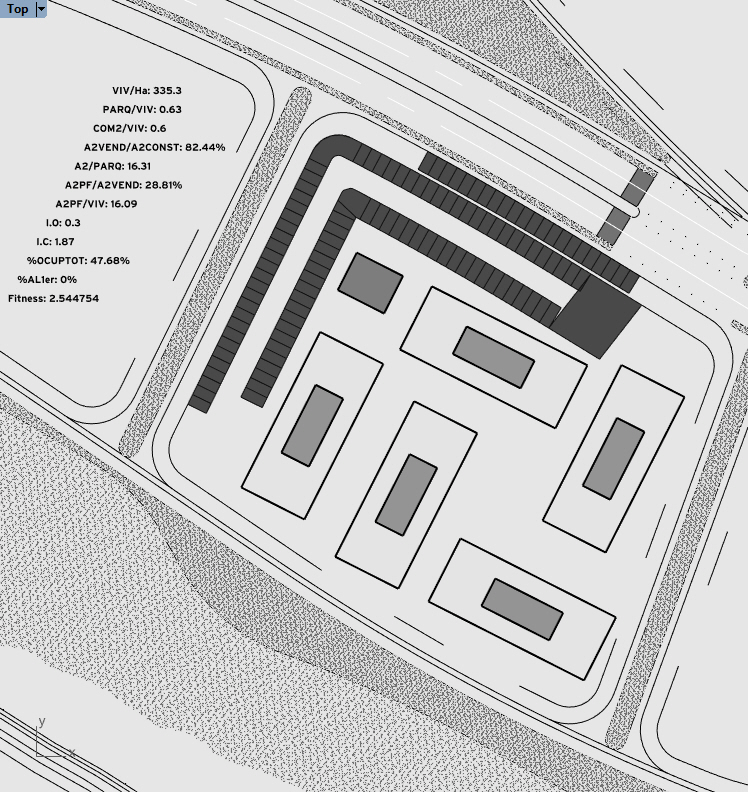 Top
VIV/Ha: 335.3
PARQ/VIV: 0.63
COM2/VIV: 0.6
A2VEND/A2CONST: 82.44%
A2/PARQ: 16.31
A2PF/A2VEND: 28.81%
A2PF/VIV: 16.09
I.O: 0.3
I.C: 1.87
%OCUPTOT: 47.68%
%AL1er: 0%
Fitness: 2.544754
y
x